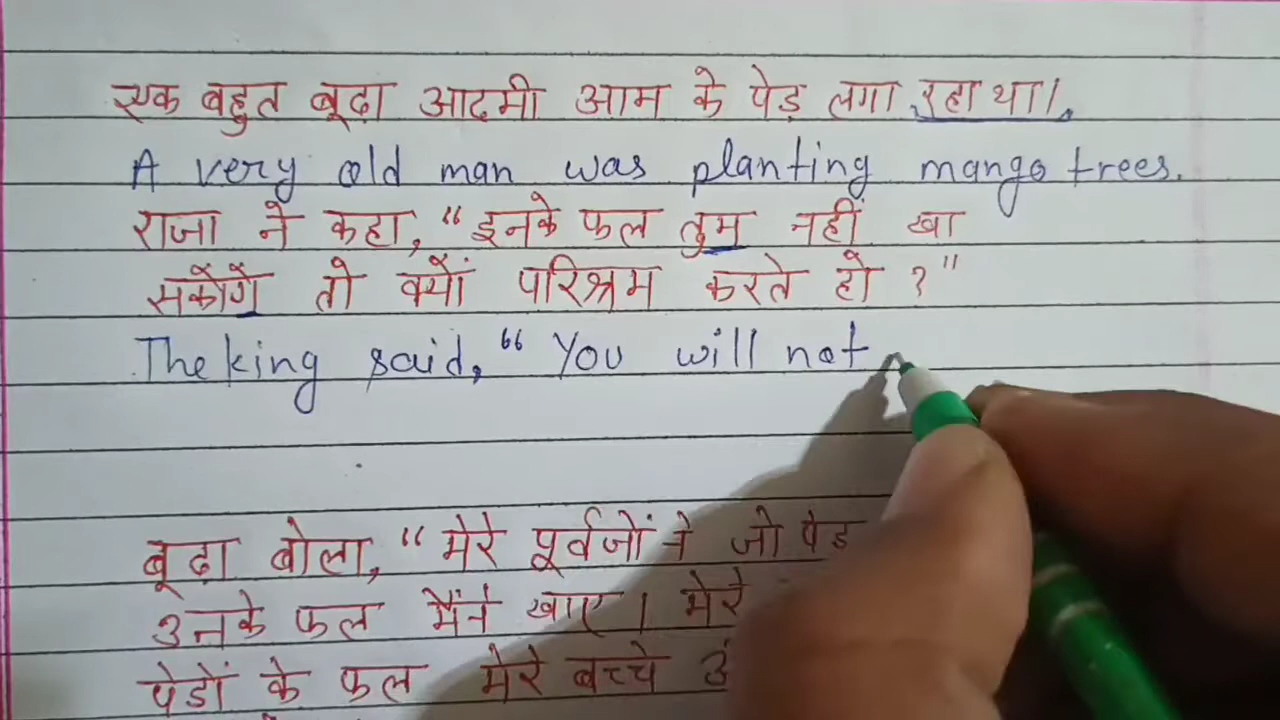 एक बहुत बूढ़ा आदमी आम के पेड़ लगा रहा था।
A very old man was planting mango trees.
राजा ने कहा, "इनके फल तुम नहीं खा
सकोगे तो क्यों परिश्रम करते हो ?"
The king said, "You will not
बूढ़ा बोला, "मेरे पूर्वजों ने जो पेड़
उनके फल मैंने खाए। मेरे
पेडों के फल मेरे बच्चे